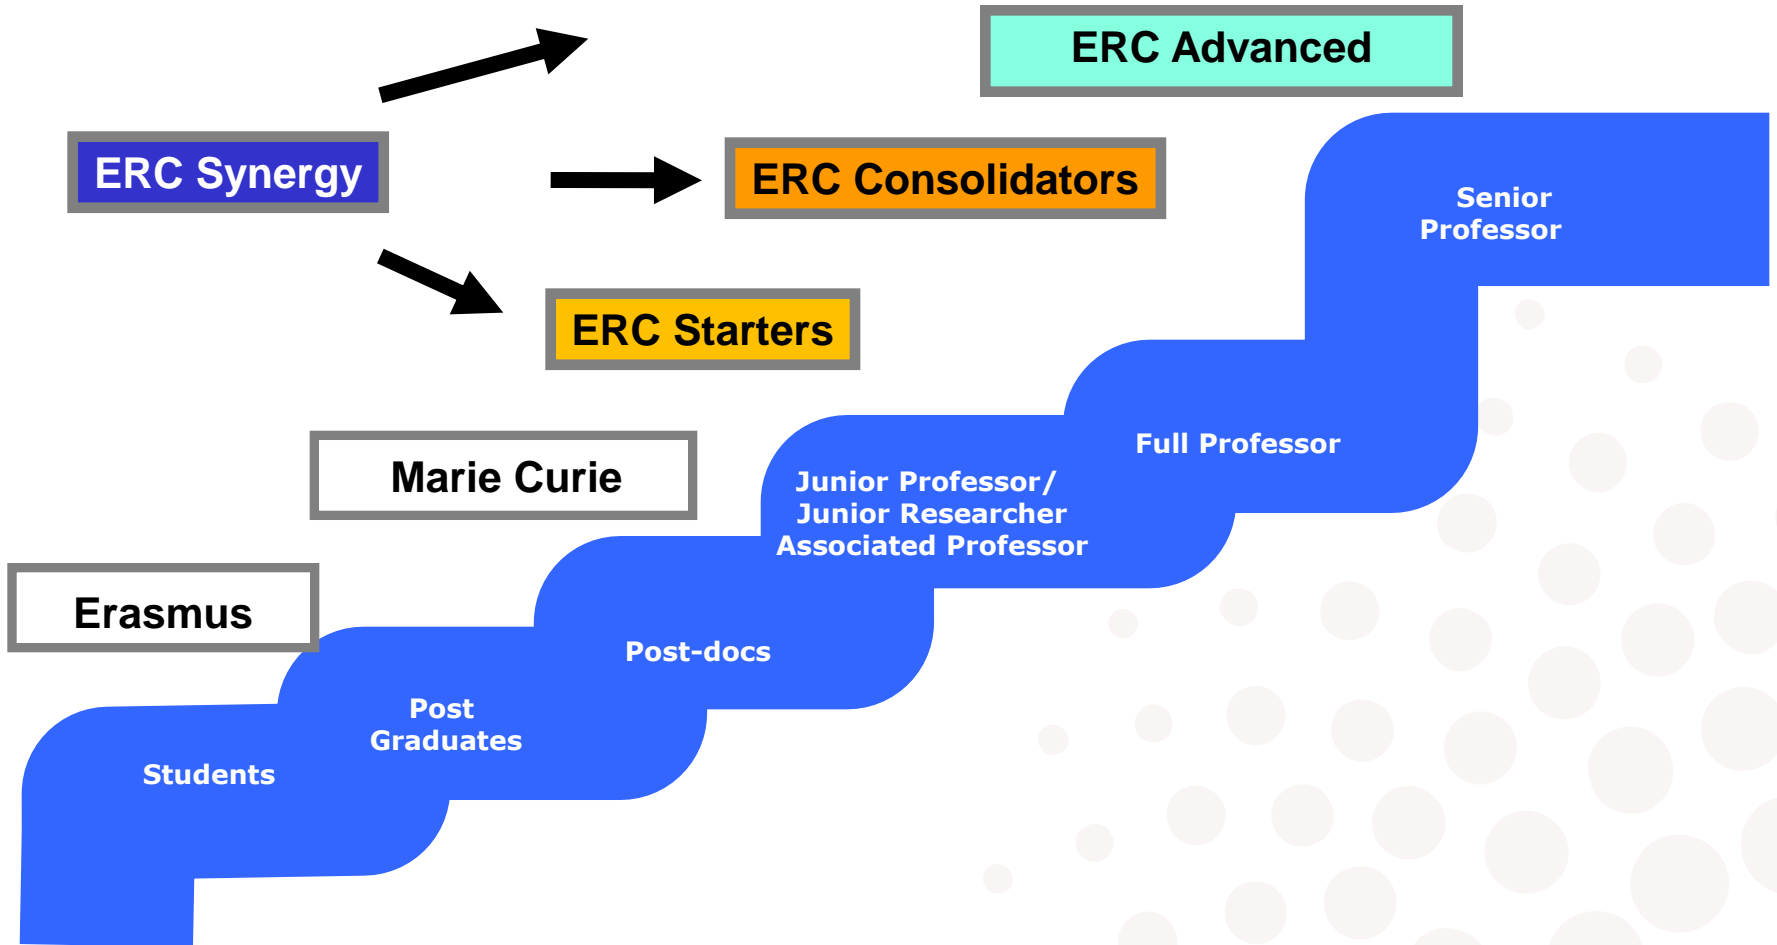 ERC Advanced
ERC Synergy
ERC Consolidators
Senior
Professor
ERC Starters
Marie Curie
Full Professor
Junior Professor/
Junior Researcher
Associated Professor
Erasmus
Post-docs
Post
Graduates
Students